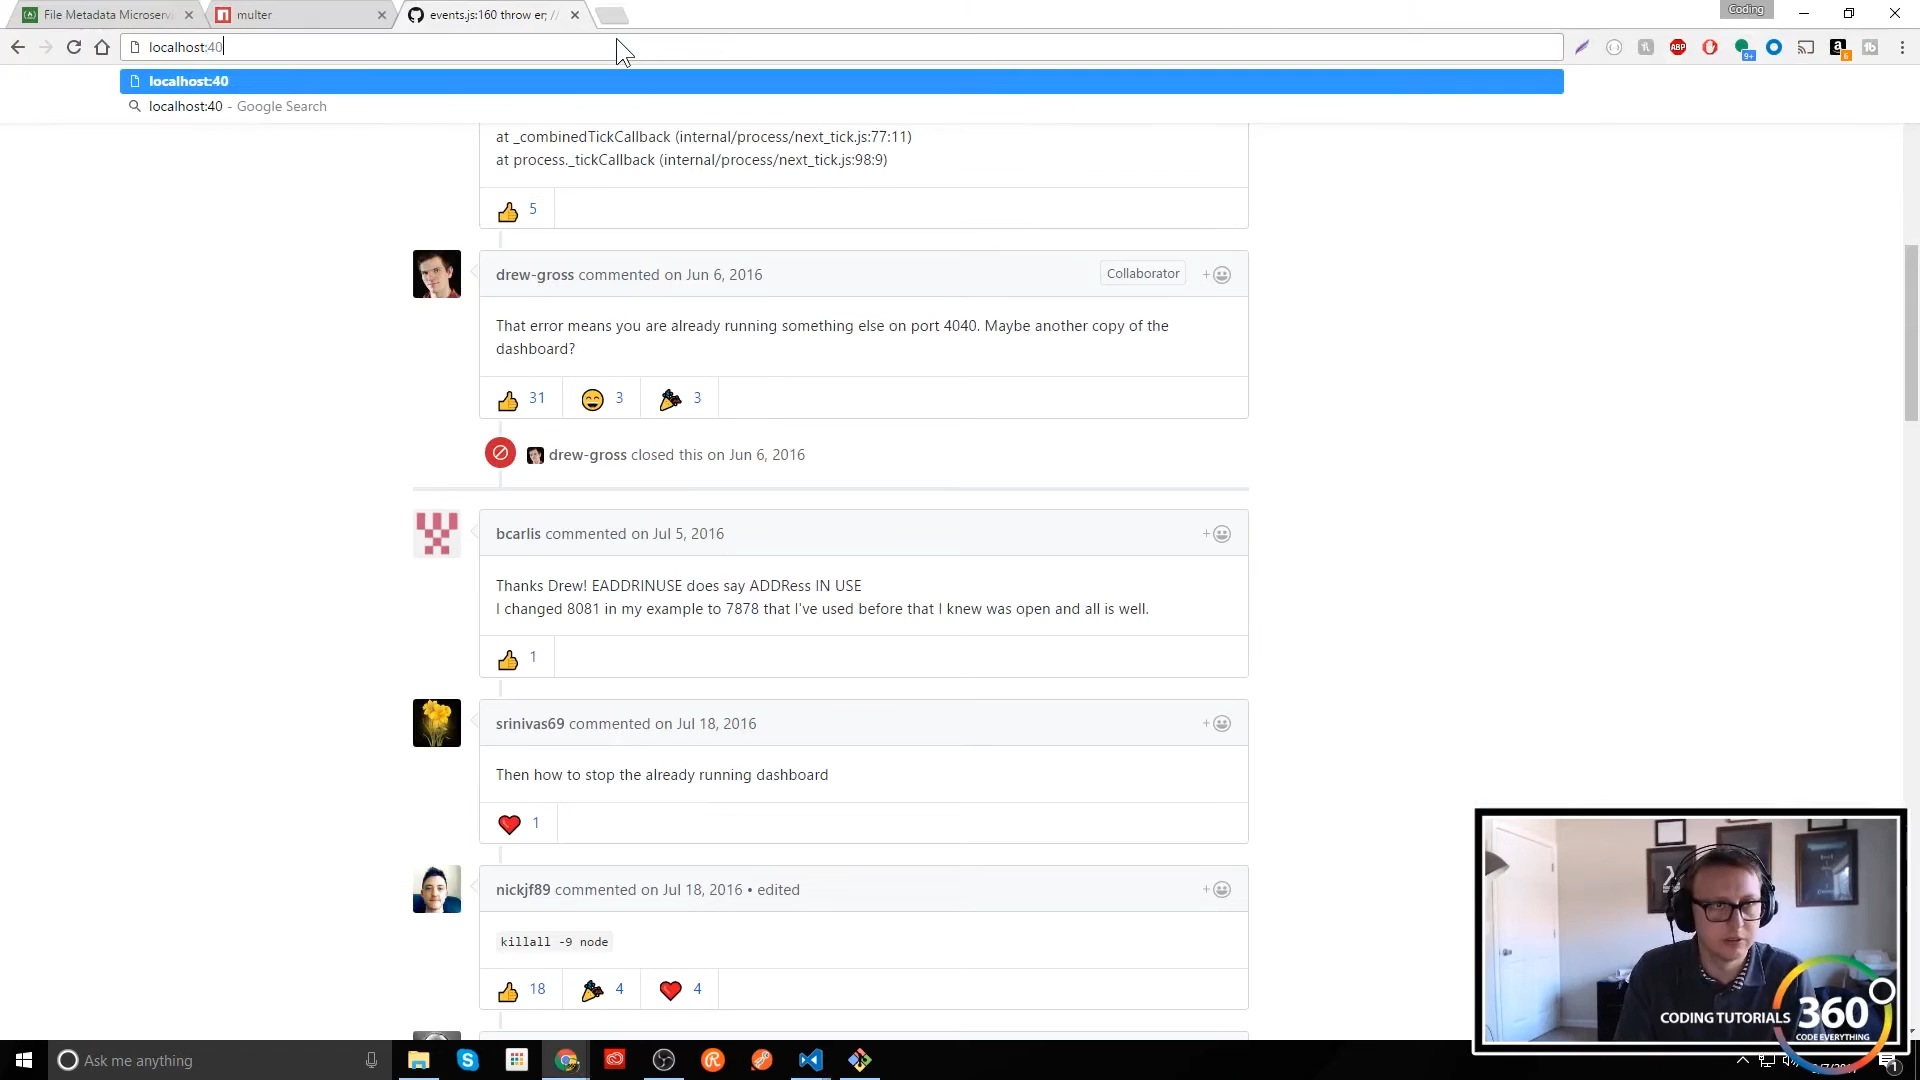 File Metadata Microserv
multer
events.js:160 throw er; //
Coding
localhost:40
localhost:40
localhost:40 - Google Search
at _combinedTickCallback (internal/process/next_tick.js:77:11)
at process._tickCallback (internal/process/next_tick.js:98:9)
5
drew-gross commented on Jun 6, 2016
Collaborator
That error means you are already running something else on port 4040. Maybe another copy of the
dashboard?
31 3 3
drew-gross closed this on Jun 6, 2016
bcarlis commented on Jul 5, 2016
Thanks Drew! EADDRINUSE does say ADDRess IN USE
I changed 8081 in my example to 7878 that I've used before that I knew was open and all is well.
1
srinivas69 commented on Jul 18, 2016
Then how to stop the already running dashboard
1
nickjf89 commented on Jul 18, 2016 • edited
killall -9 node
18 4 4
CODING TUTORIALS 360
CODE EVERYTHING
Ask me anything